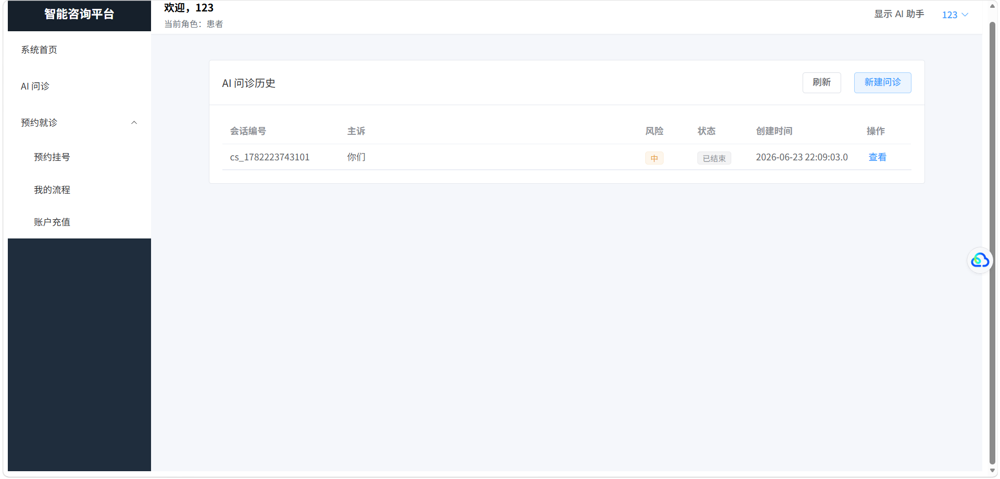 智能咨询平台
欢迎，123
当前角色：患者
显示 AI 助手
123
系统首页
AI 问诊
预约就诊
预约挂号
我的流程
账户充值
AI 问诊历史
刷新
新建问诊
会话编号 主诉 风险 状态 创建时间 操作
cs_1782223743101 你们 中 已结束 2026-06-23 22:09:03.0 查看